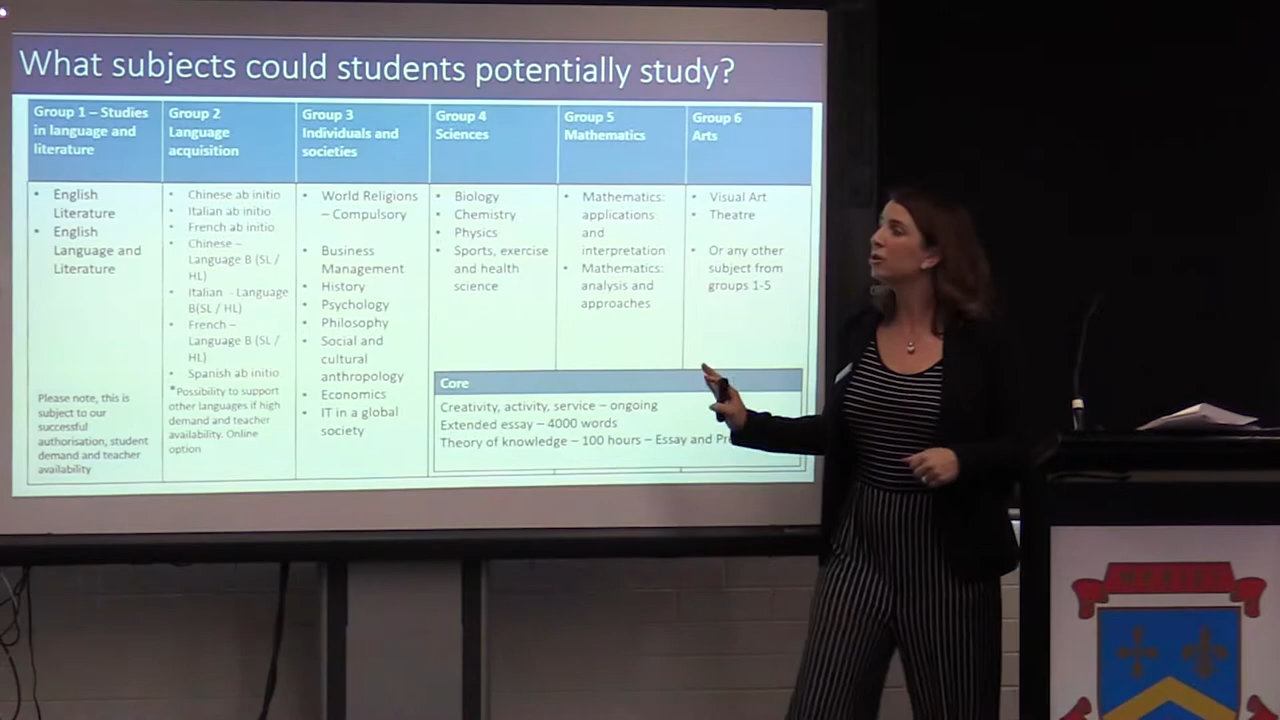 What subjects could students potentially study?
Group 1 – Studies
in language and
literature
Group 2
Language
acquisition
Group 3
Individuals and
societies
Group 4
Sciences
Group 5
Mathematics
Group 6
Arts
• English
Literature
• English
Language and
Literature
Please note, this is
subject to our
successful
authorisation, student
demand and teacher
availability
• Chinese ab initio
• Italian ab initio
• French ab initio
• Chinese –
Language B (SL /
HL)
• Italian - Language
B(SL / HL)
• French –
Language B (SL /
HL)
• Spanish ab initio
*Possibility to support
other languages if high
demand and teacher
availability. Online
option
• World Religions
– Compulsory
• Business
Management
• History
• Psychology
• Philosophy
• Social and
cultural
anthropology
• Economics
• IT in a global
society
• Biology
• Chemistry
• Physics
• Sports, exercise
and health
science
• Mathematics:
applications
and
interpretation
• Mathematics:
analysis and
approaches
• Visual Art
• Theatre
• Or any other
subject from
groups 1-5
Core
Creativity, activity, service – ongoing
Extended essay – 4000 words
Theory of knowledge – 100 hours – Essay and